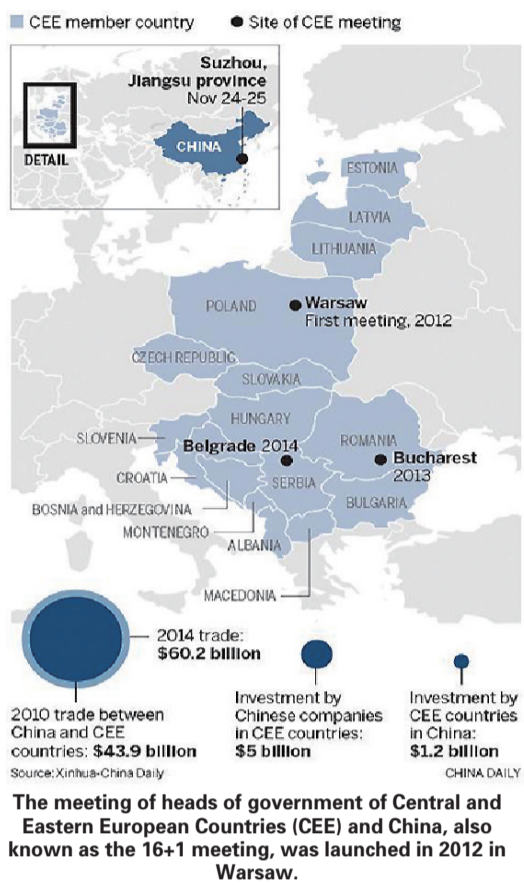 CEE member country
Site of CEE meeting
Suzhou,
Jiangsu province
Nov 24-25
CHINA
DETAIL
ESTONIA
LATVIA
LITHUANIA
POLAND
Warsaw
First meeting, 2012
CZECH REPUBLIC
SLOVAKIA
HUNGARY
SLOVENIA
Belgrade 2014
ROMANIA
Bucharest
2013
CROATIA
SERBIA
BOSNIA and HERZEGOVINA
BULGARIA
MONTENEGRO
ALBANIA
MACEDONIA
2014 trade:
$60.2 billion
2010 trade between
China and CEE
countries: $43.9 billion
Investment by
Chinese companies
in CEE countries:
$5 billion
Investment by
CEE countries
in China:
$1.2 billion
Source:Xinhua-China Daily
CHINA DAILY
The meeting of heads of government of Central and
Eastern European Countries (CEE) and China, also
known as the 16+1 meeting, was launched in 2012 in
Warsaw.